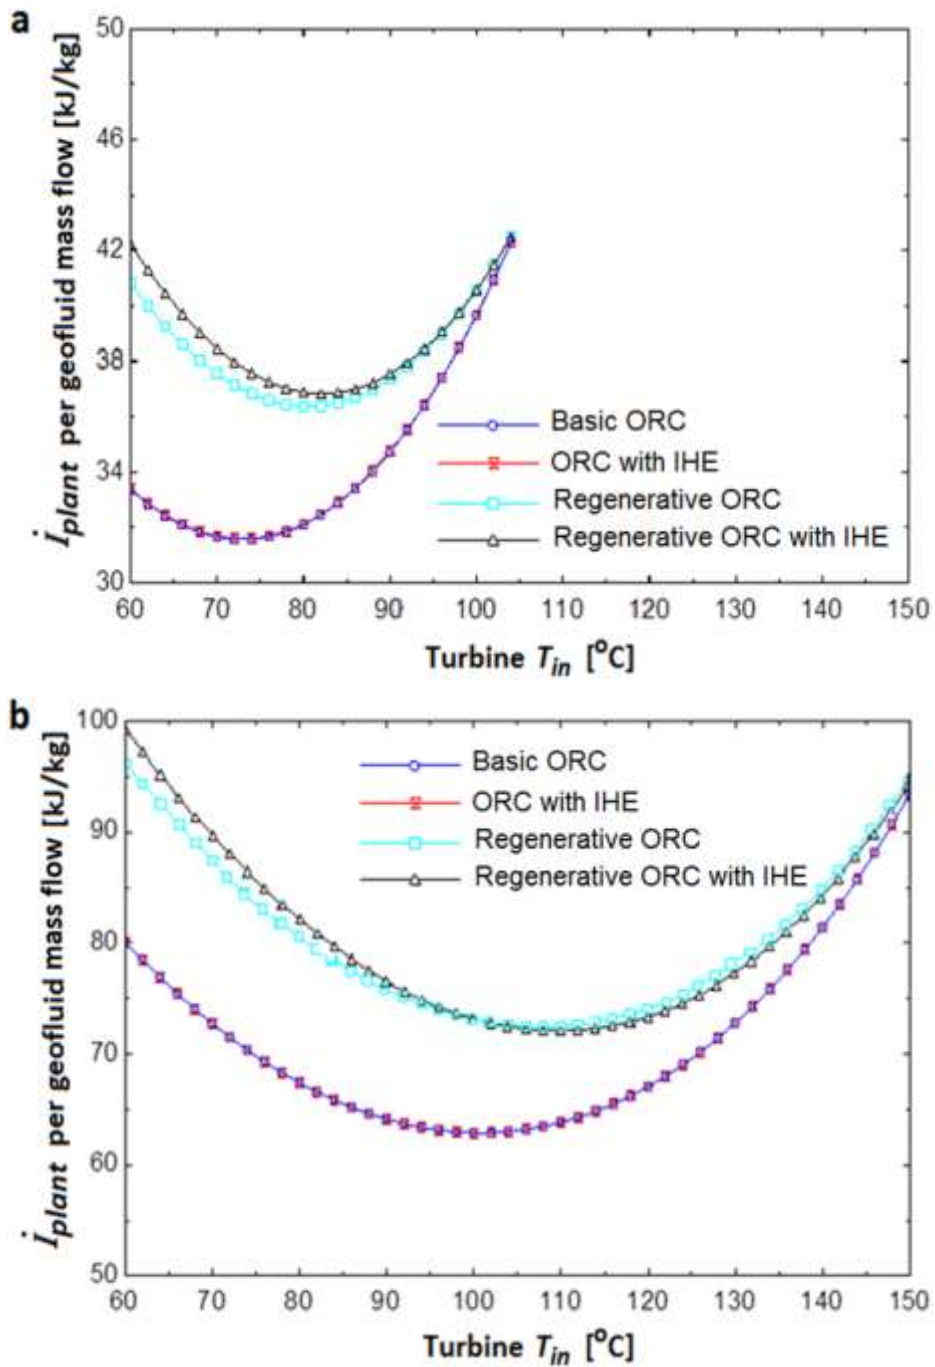 a
50
46
42
38
34
30
İplant per geofluid mass flow [kJ/kg]
Basic ORC
ORC with IHE
Regenerative ORC
Regenerative ORC with IHE
60 70 80 90 100 110 120 130 140 150
Turbine Tin [°C]
b
100
90
80
70
60
50
İplant per geofluid mass flow [kJ/kg]
Basic ORC
ORC with IHE
Regenerative ORC
Regenerative ORC with IHE
60 70 80 90 100 110 120 130 140 150
Turbine Tin [°C]